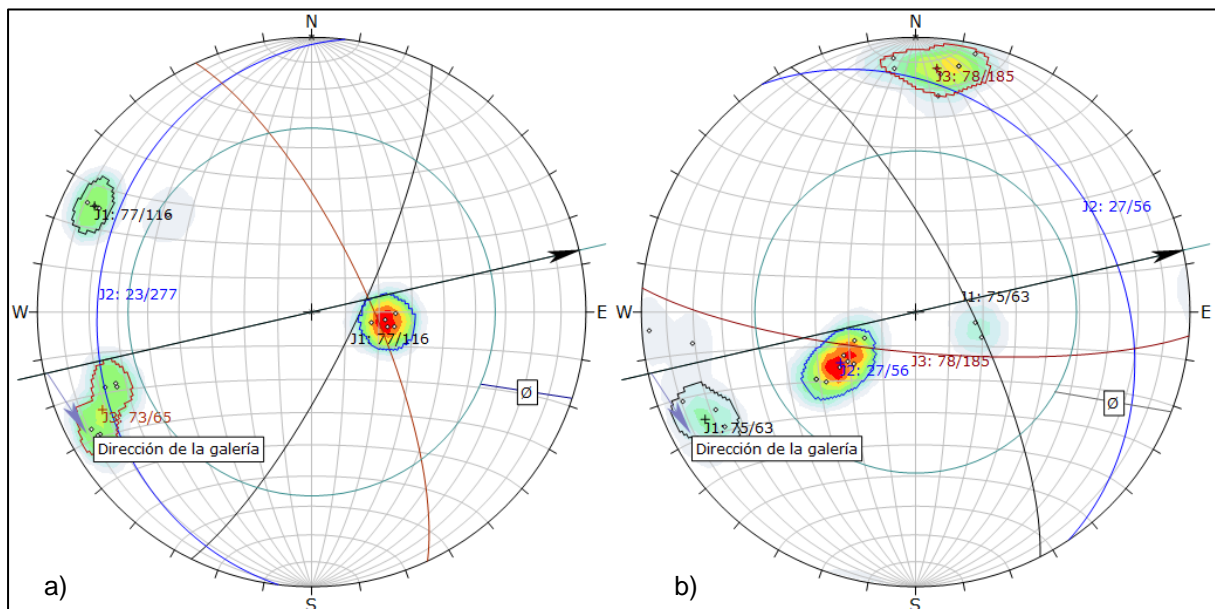 N
J1: 77/116
W
J2: 23/277
E
J1: 77/116
Ø
J3: 73/65
Dirección de la galería
a)
S
N
J3: 78/185
J2: 27/56
J1: 75/63
W
E
J3: 78/185
J2: 27/56
Ø
J1: 75/63
Dirección de la galería
b)
S